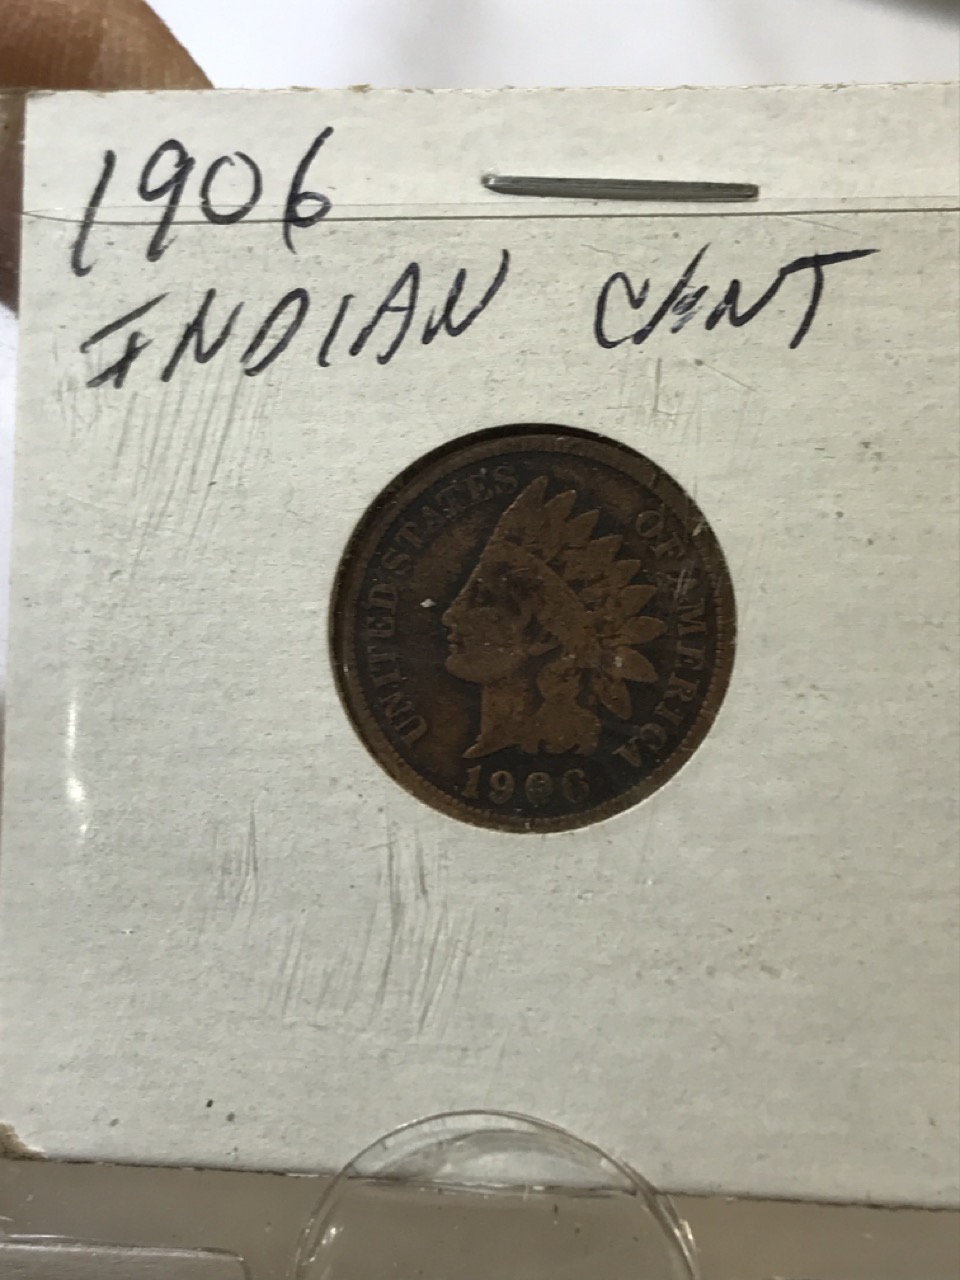 1906
INDIAN CENT
UNITED STATES OF AMERICA
1906